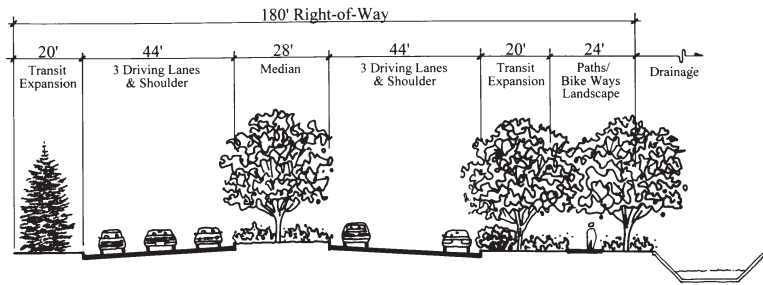 180' Right-of-Way
20' 44' 28' 44' 20' 24'
Transit
Expansion
3 Driving Lanes
& Shoulder
Median
3 Driving Lanes
& Shoulder
Transit
Expansion
Paths/
Bike Ways
Landscape
Drainage